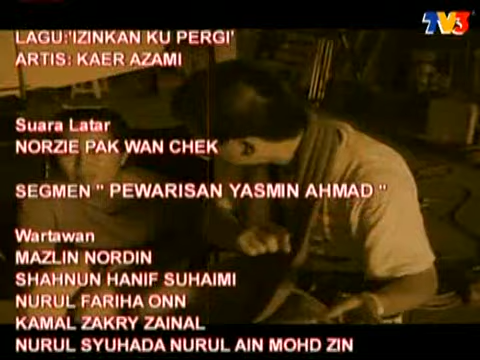 TV3
LAGU:'IZINKAN KU PERGI'
ARTIS: KAER AZAMI
Suara Latar
NORZIE PAK WAN CHEK
SEGMEN " PEWARISAN YASMIN AHMAD "
Wartawan
MAZLIN NORDIN
SHAHNUN HANIF SUHAIMI
NURUL FARIHA ONN
KAMAL ZAKRY ZAINAL
NURUL SYUHADA NURUL AIN MOHD ZIN